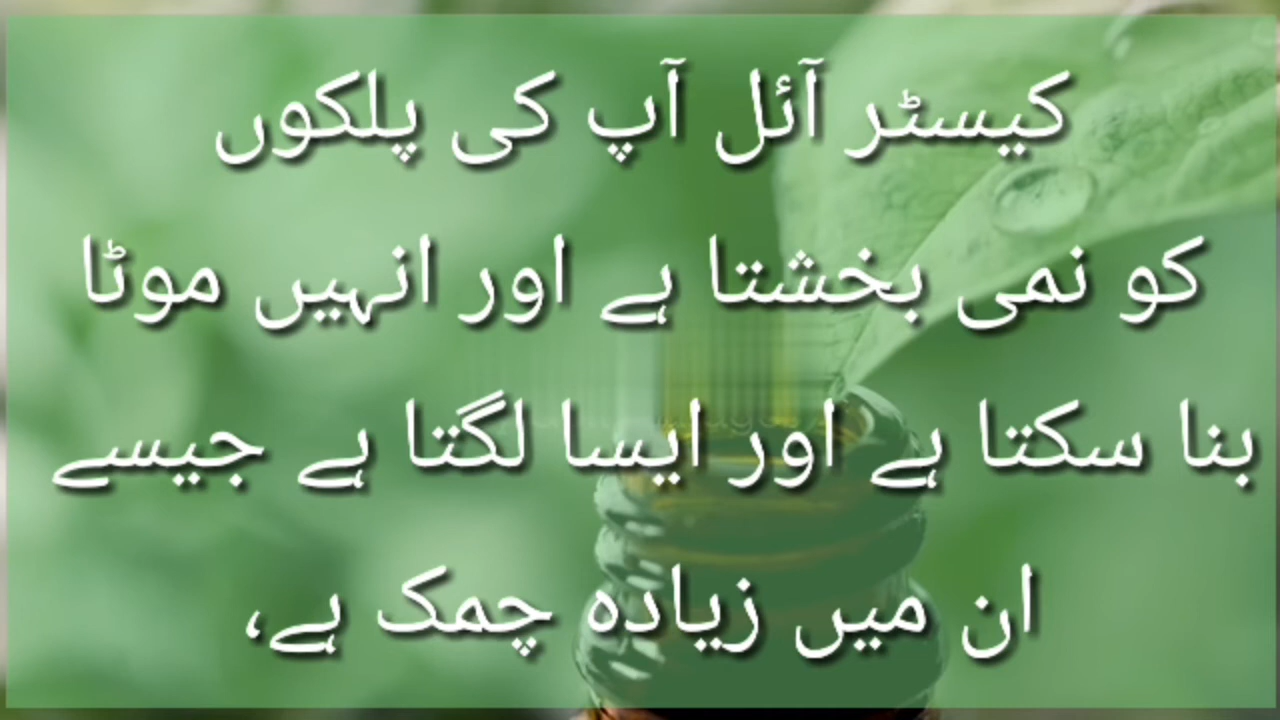 کیسٹر آئل آپ کی پلکوں
کو نمی بخشتا ہے اور انہیں موٹا
بنا سکتا ہے اور ایسا لگتا ہے جیسے
ان میں زیادہ چمک ہے،